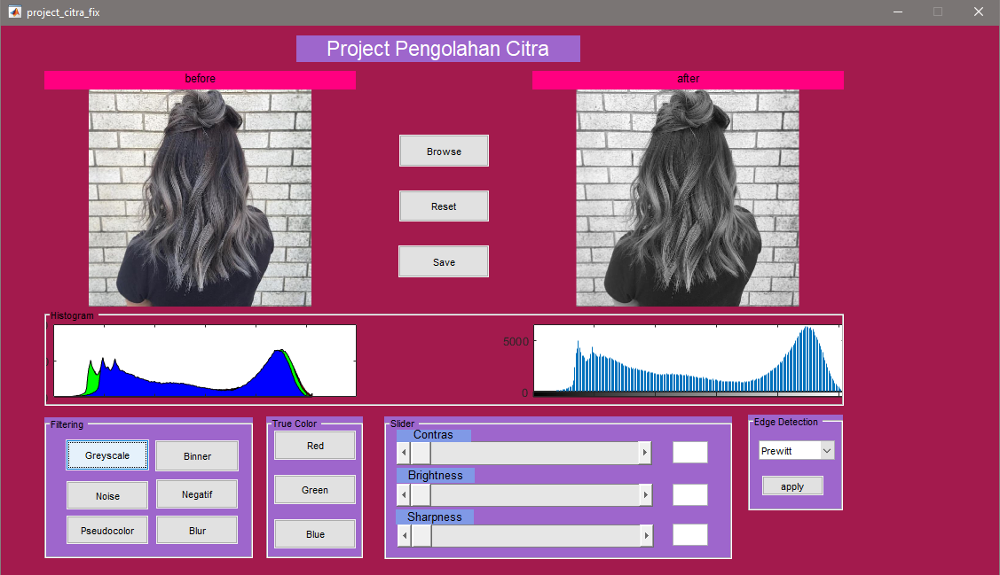 project_citra_fix
Project Pengolahan Citra
before
after
Browse
Reset
Save
Histogram
5000
0
Filtering
Greyscale
Binner
Noise
Negatif
Pseudocolor
Blur
True Color
Red
Green
Blue
Slider
Contras
Brightness
Sharpness
Edge Detection
Prewitt
apply